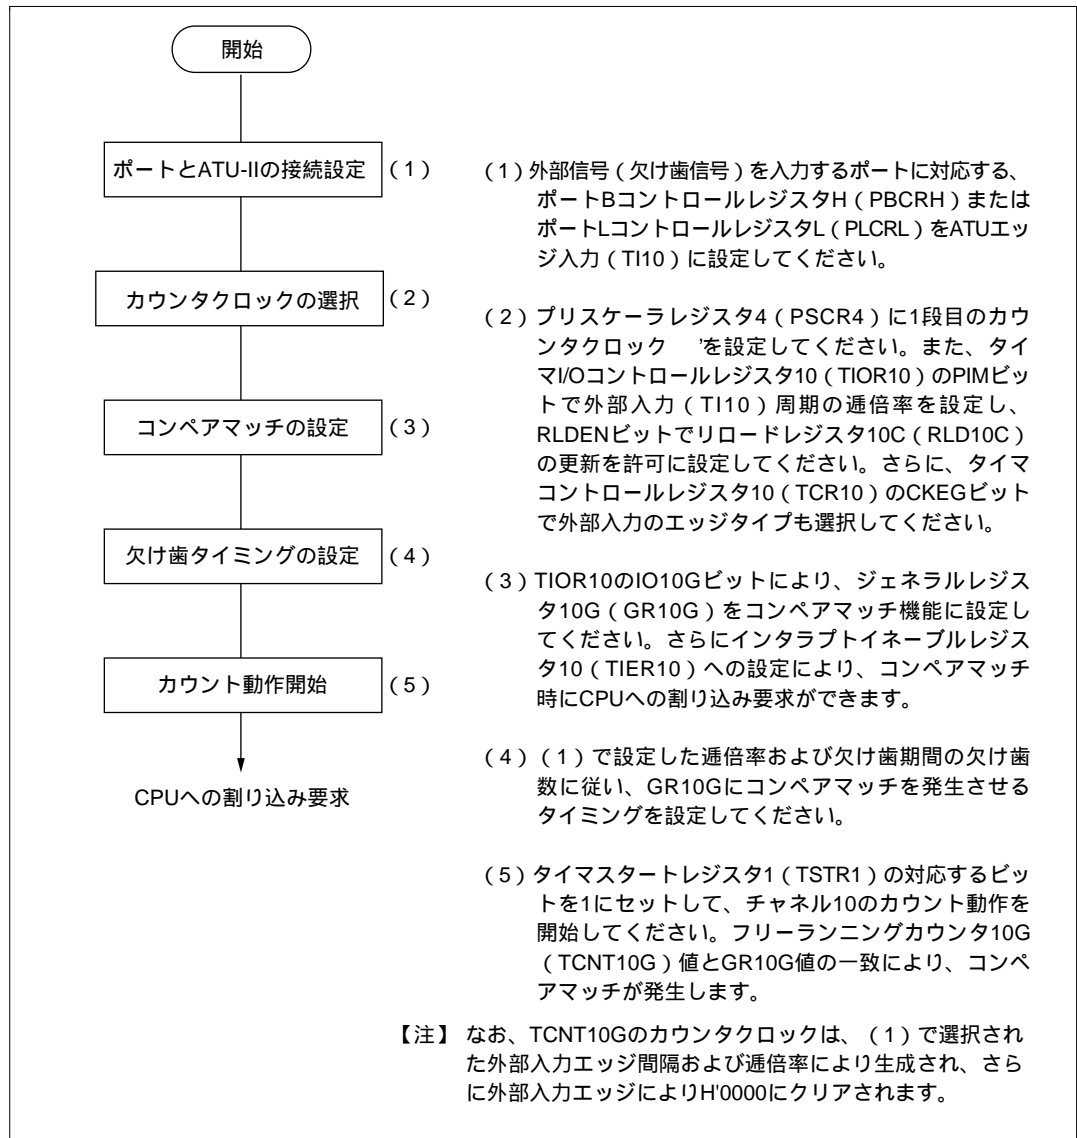 開始
ポートとATU-IIの接続設定
(1)
カウンタクロックの選択
(2)
コンペアマッチの設定
(3)
欠け歯タイミングの設定
(4)
カウント動作開始
(5)
CPUへの割り込み要求
(1)外部信号(欠け歯信号)を入力するポートに対応する、
ポートBコントロールレジスタH(PBCRH)または
ポートLコントロールレジスタL(PLCRL)をATUエッ
ジ入力(TI10)に設定してください。
(2)プリスケーラレジスタ4(PSCR4)に1段目のカウ
ンタクロック　'を設定してください。また、タイ
マI/Oコントロールレジスタ10(TIOR10)のPIMビッ
トで外部入力(TI10)周期の逓倍率を設定し、
RLDENビットでリロードレジスタ10C(RLD10C)
の更新を許可に設定してください。さらに、タイマ
コントロールレジスタ10(TCR10)のCKEGビット
で外部入力のエッジタイプも選択してください。
(3)TIOR10のIO10Gビットにより、ジェネラルレジス
タ10G(GR10G)をコンペアマッチ機能に設定し
てください。さらにインタラプトイネーブルレジス
タ10(TIER10)への設定により、コンペアマッチ
時にCPUへの割り込み要求ができます。
(4)(1)で設定した逓倍率および欠け歯期間の欠け歯
数に従い、GR10Gにコンペアマッチを発生させる
タイミングを設定してください。
(5)タイマスタートレジスタ1(TSTR1)の対応するビッ
トを1にセットして、チャネル10のカウント動作を
開始してください。フリーランニングカウンタ10G
(TCNT10G)値とGR10G値の一致により、コンペ
アマッチが発生します。
【注】 なお、TCNT10Gのカウンタクロックは、(1)で選択され
た外部入力エッジ間隔および逓倍率により生成され、さら
に外部入力エッジによりH'0000にクリアされます。